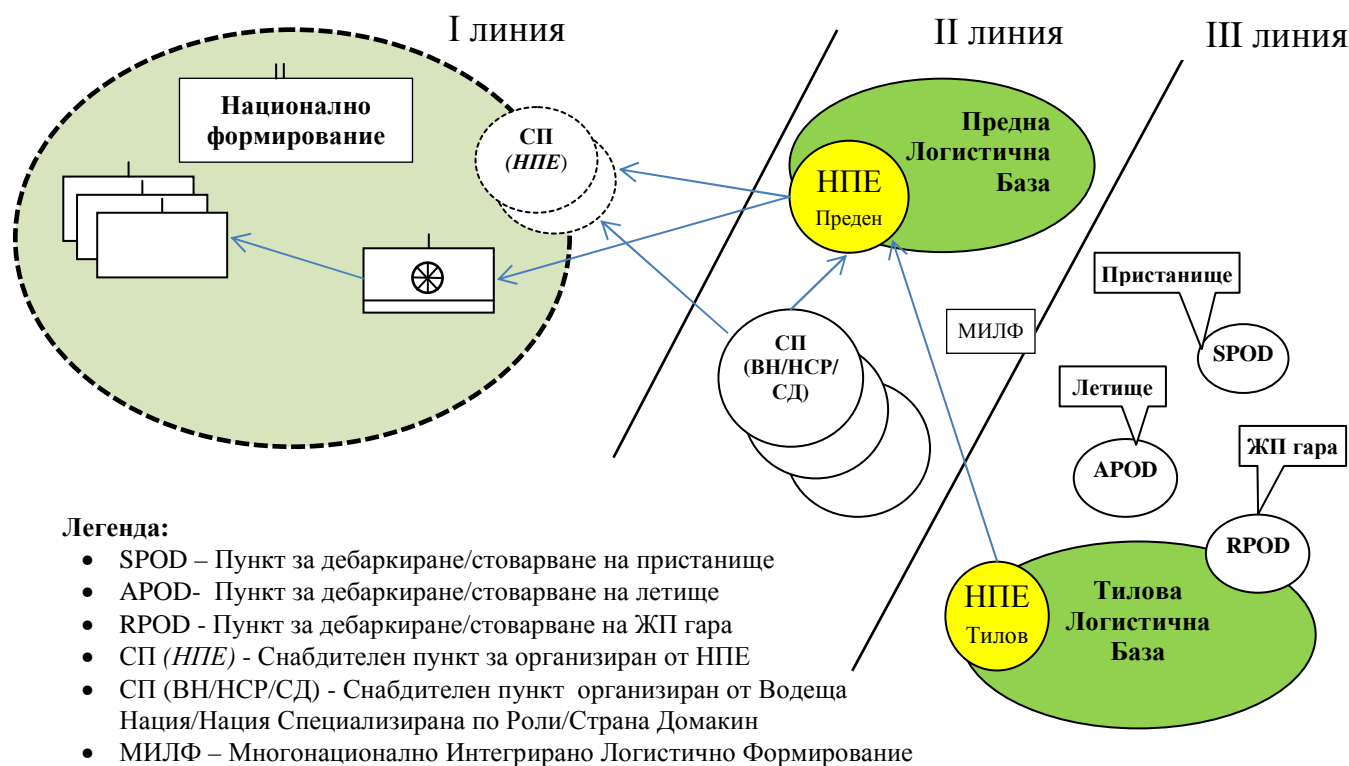 I линия
II линия
III линия
Национално
формирование
СП
(НПЕ)
Предна
Логистична
База
НПЕ
Преден
Пристанище
SPOD
МИЛФ
СП
(ВН/НСР/
СД)
Летище
APOD
ЖП гара
RPOD
НПЕ
Тилов
Тилова
Логистична
База
Легенда:
• SPOD – Пункт за дебаркиране/стоварване на пристанище
• APOD- Пункт за дебаркиране/стоварване на летище
• RPOD - Пункт за дебаркиране/стоварване на ЖП гара
• СП (НПЕ) - Снабдителен пункт за организиран от НПЕ
• СП (ВН/НСР/СД) - Снабдителен пункт организиран от Водеща
Нация/Нация Специализирана по Роли/Страна Домакин
• МИЛФ – Многонационално Интегрирано Логистично Формирование